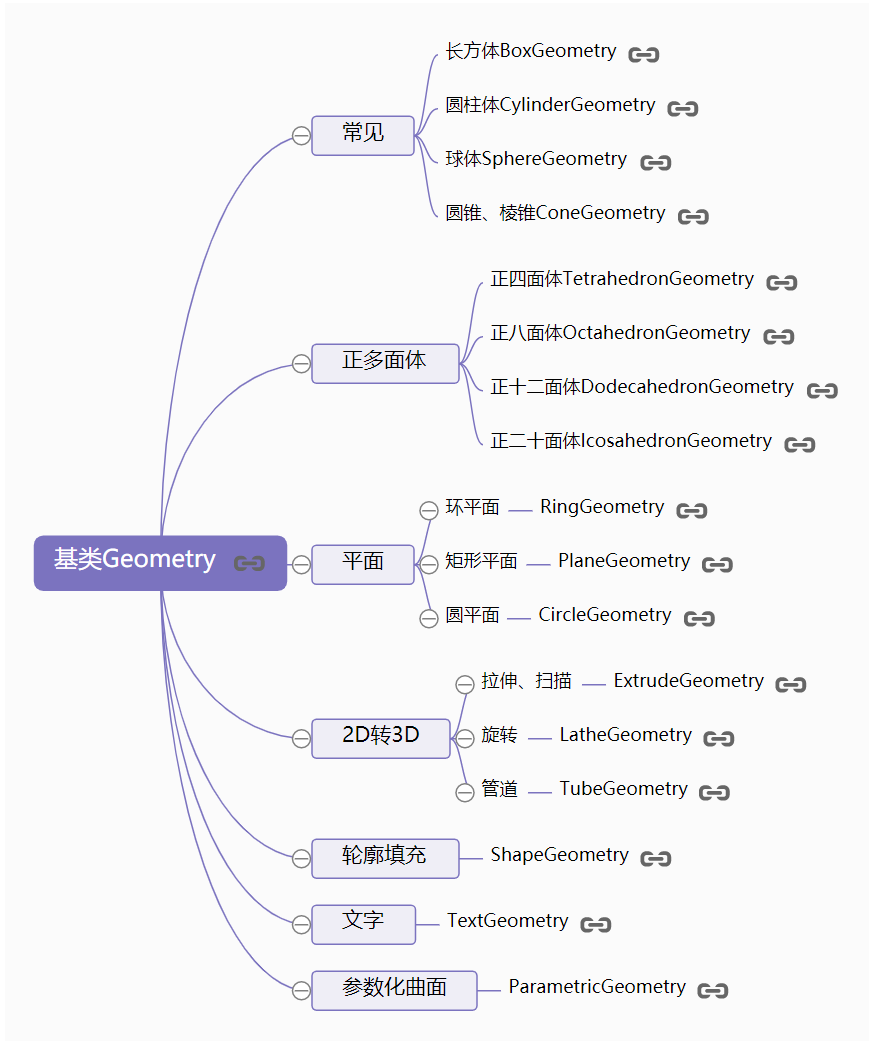 基类Geometry
常见
长方体BoxGeometry
圆柱体CylinderGeometry
球体SphereGeometry
圆锥、棱锥ConeGeometry
正多面体
正四面体TetrahedronGeometry
正八面体OctahedronGeometry
正十二面体DodecahedronGeometry
正二十面体IcosahedronGeometry
平面
环平面 RingGeometry
矩形平面 PlaneGeometry
圆平面 CircleGeometry
2D转3D
拉伸、扫描 ExtrudeGeometry
旋转 LatheGeometry
管道 TubeGeometry
轮廓填充 ShapeGeometry
文字 TextGeometry
参数化曲面 ParametricGeometry